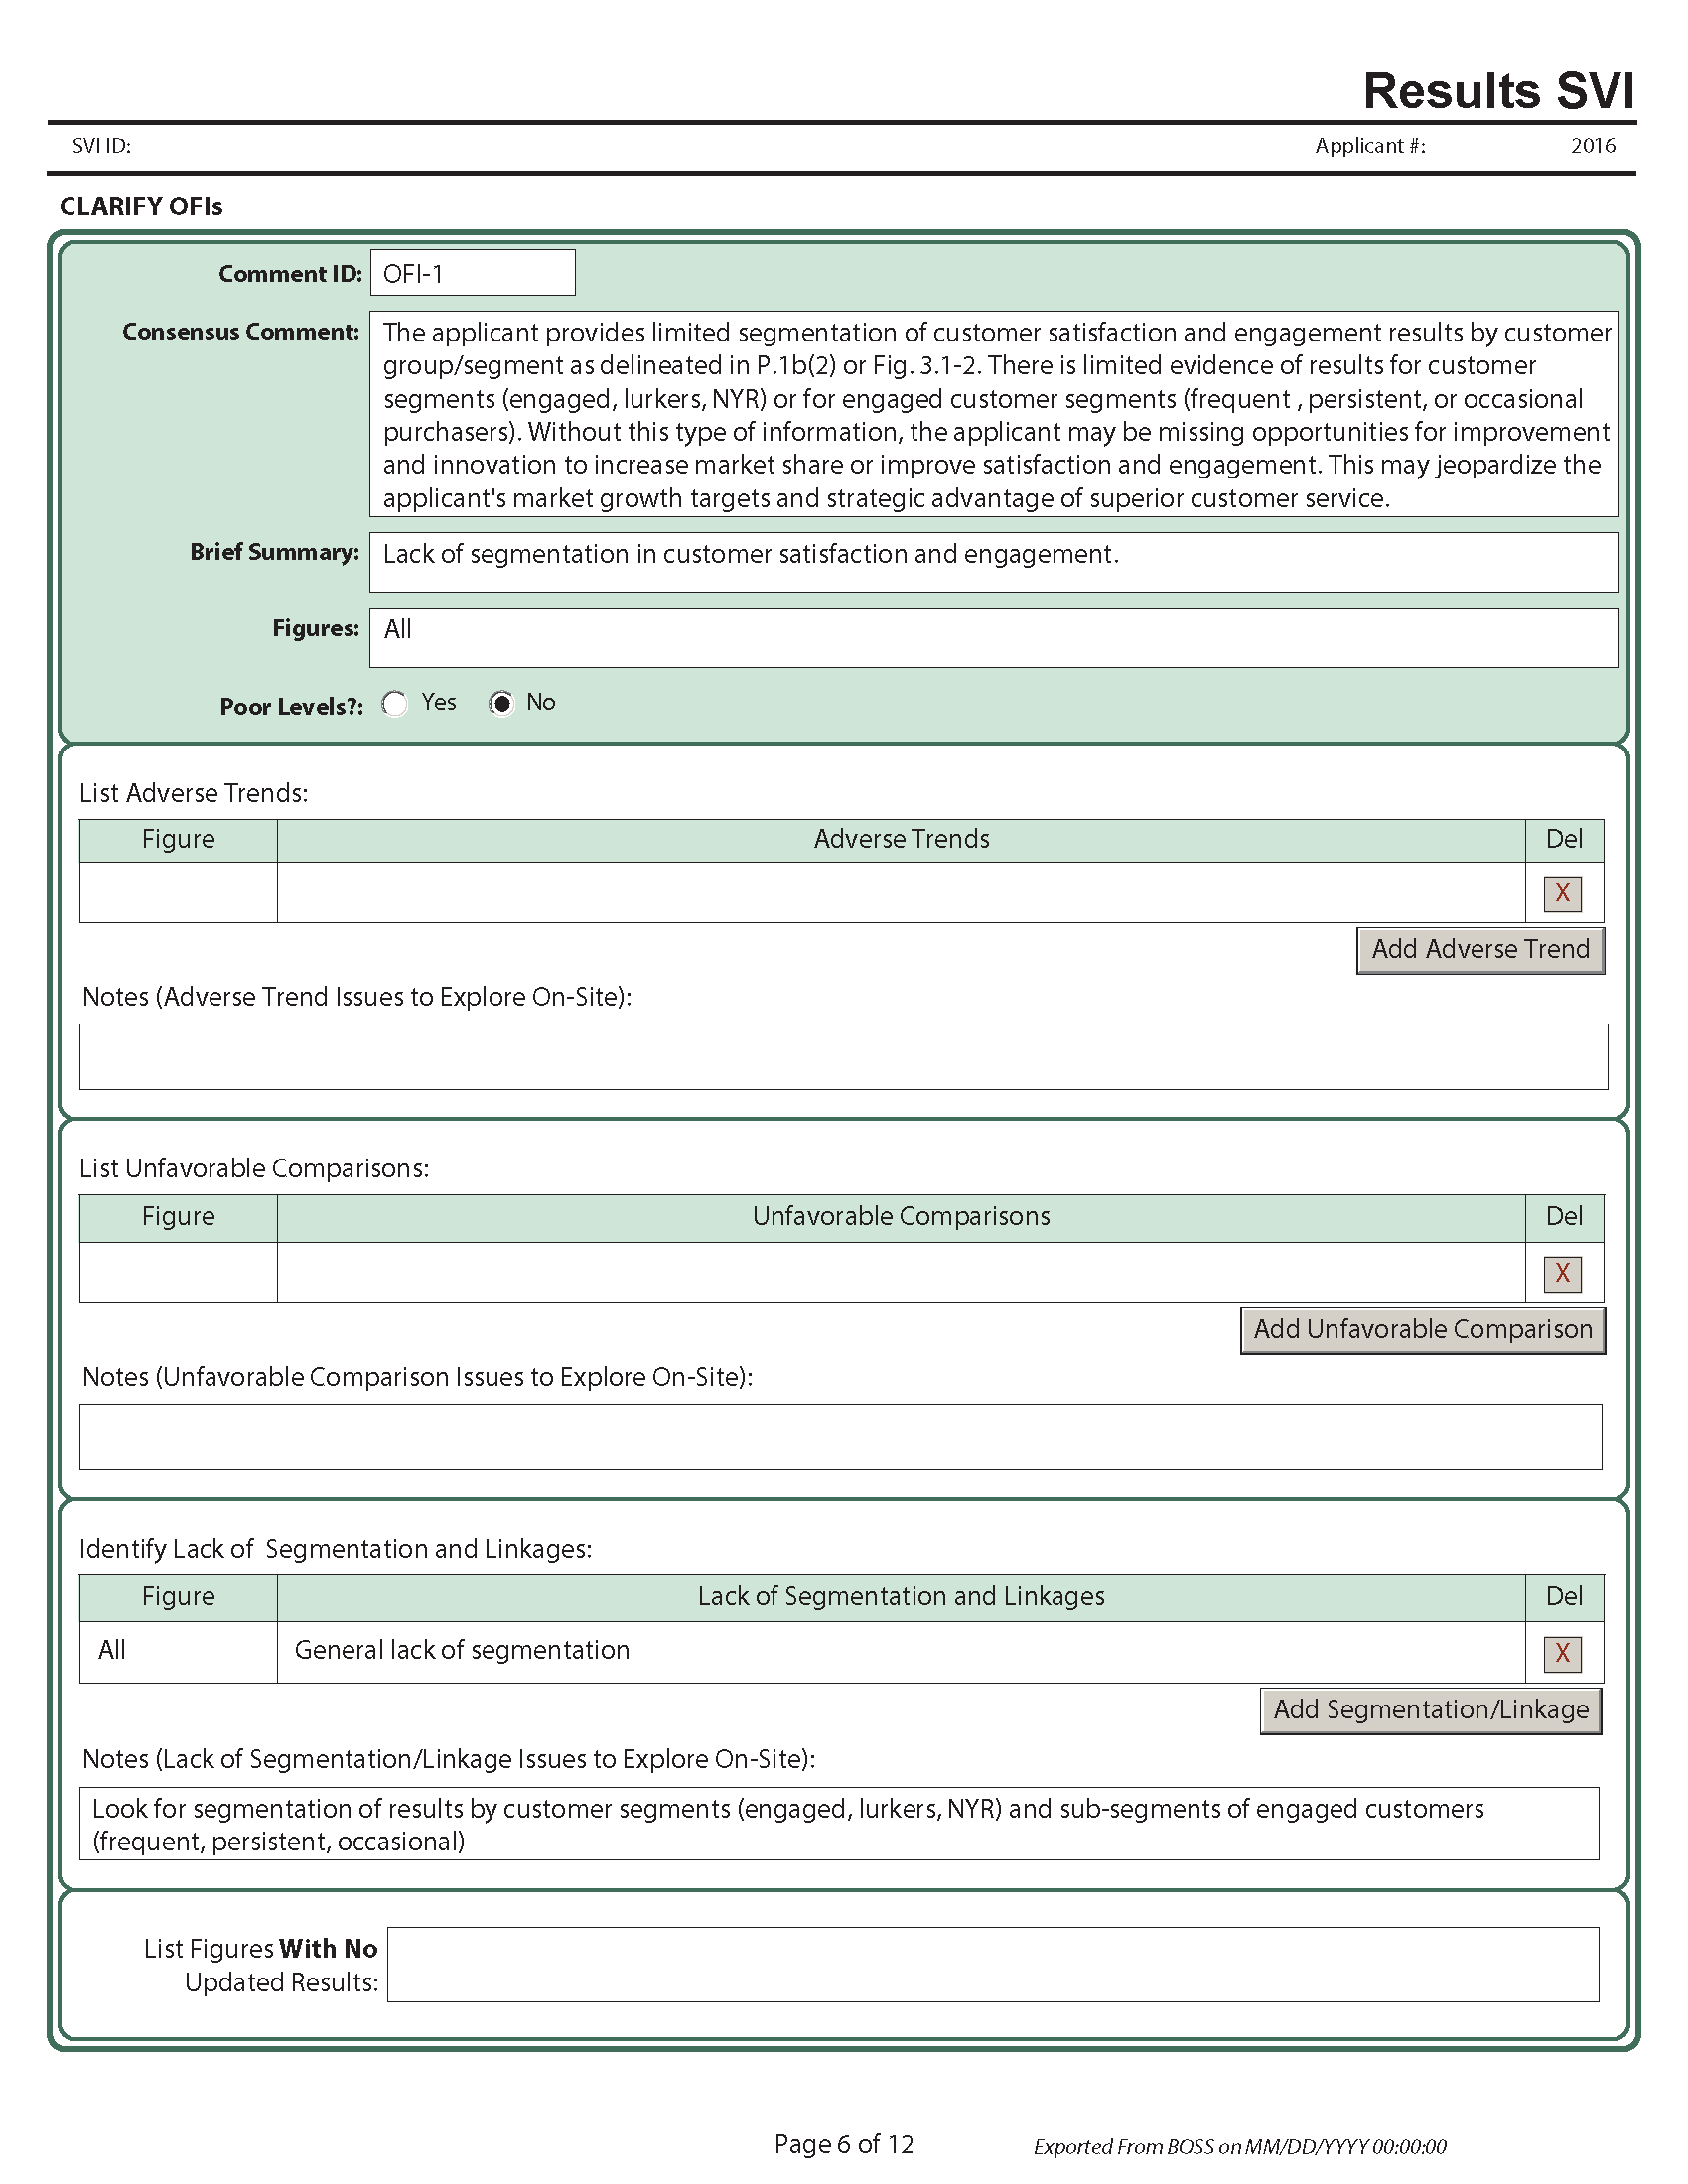 Results SVI
SVI ID: Applicant #: 2016
CLARIFY OFIs
Comment ID: OFI-1
Consensus Comment: The applicant provides limited segmentation of customer satisfaction and engagement results by customer
group/segment as delineated in P.1b(2) or Fig. 3.1-2. There is limited evidence of results for customer
segments (engaged, lurkers, NYR) or for engaged customer segments (frequent , persistent, or occasional
purchasers). Without this type of information, the applicant may be missing opportunities for improvement
and innovation to increase market share or improve satisfaction and engagement. This may jeopardize the
applicant's market growth targets and strategic advantage of superior customer service.
Brief Summary: Lack of segmentation in customer satisfaction and engagement.
Figures: All
Poor Levels?: Yes No
List Adverse Trends:
Figure Adverse Trends Del
X
Add Adverse Trend
Notes (Adverse Trend Issues to Explore On-Site):
List Unfavorable Comparisons:
Figure Unfavorable Comparisons Del
X
Add Unfavorable Comparison
Notes (Unfavorable Comparison Issues to Explore On-Site):
Identify Lack of  Segmentation and Linkages:
Figure Lack of Segmentation and Linkages Del
All General lack of segmentation X
Add Segmentation/Linkage
Notes (Lack of Segmentation/Linkage Issues to Explore On-Site):
Look for segmentation of results by customer segments (engaged, lurkers, NYR) and sub-segments of engaged customers
(frequent, persistent, occasional)
List Figures With No
Updated Results:
Page 6 of 12 Exported From BOSS on MM/DD/YYYY 00:00:00